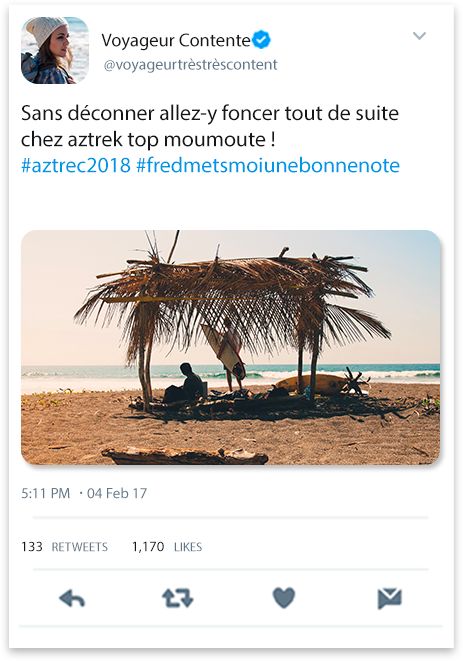 Voyageur Contente
@voyageurtrèstrèscontent
Sans déconner allez-y foncer tout de suite
chez aztrek top moumoute !
#aztrec2018 #fredmetsmoiunebonnenote
5:11 PM · 04 Feb 17
133 RETWEETS 1,170 LIKES